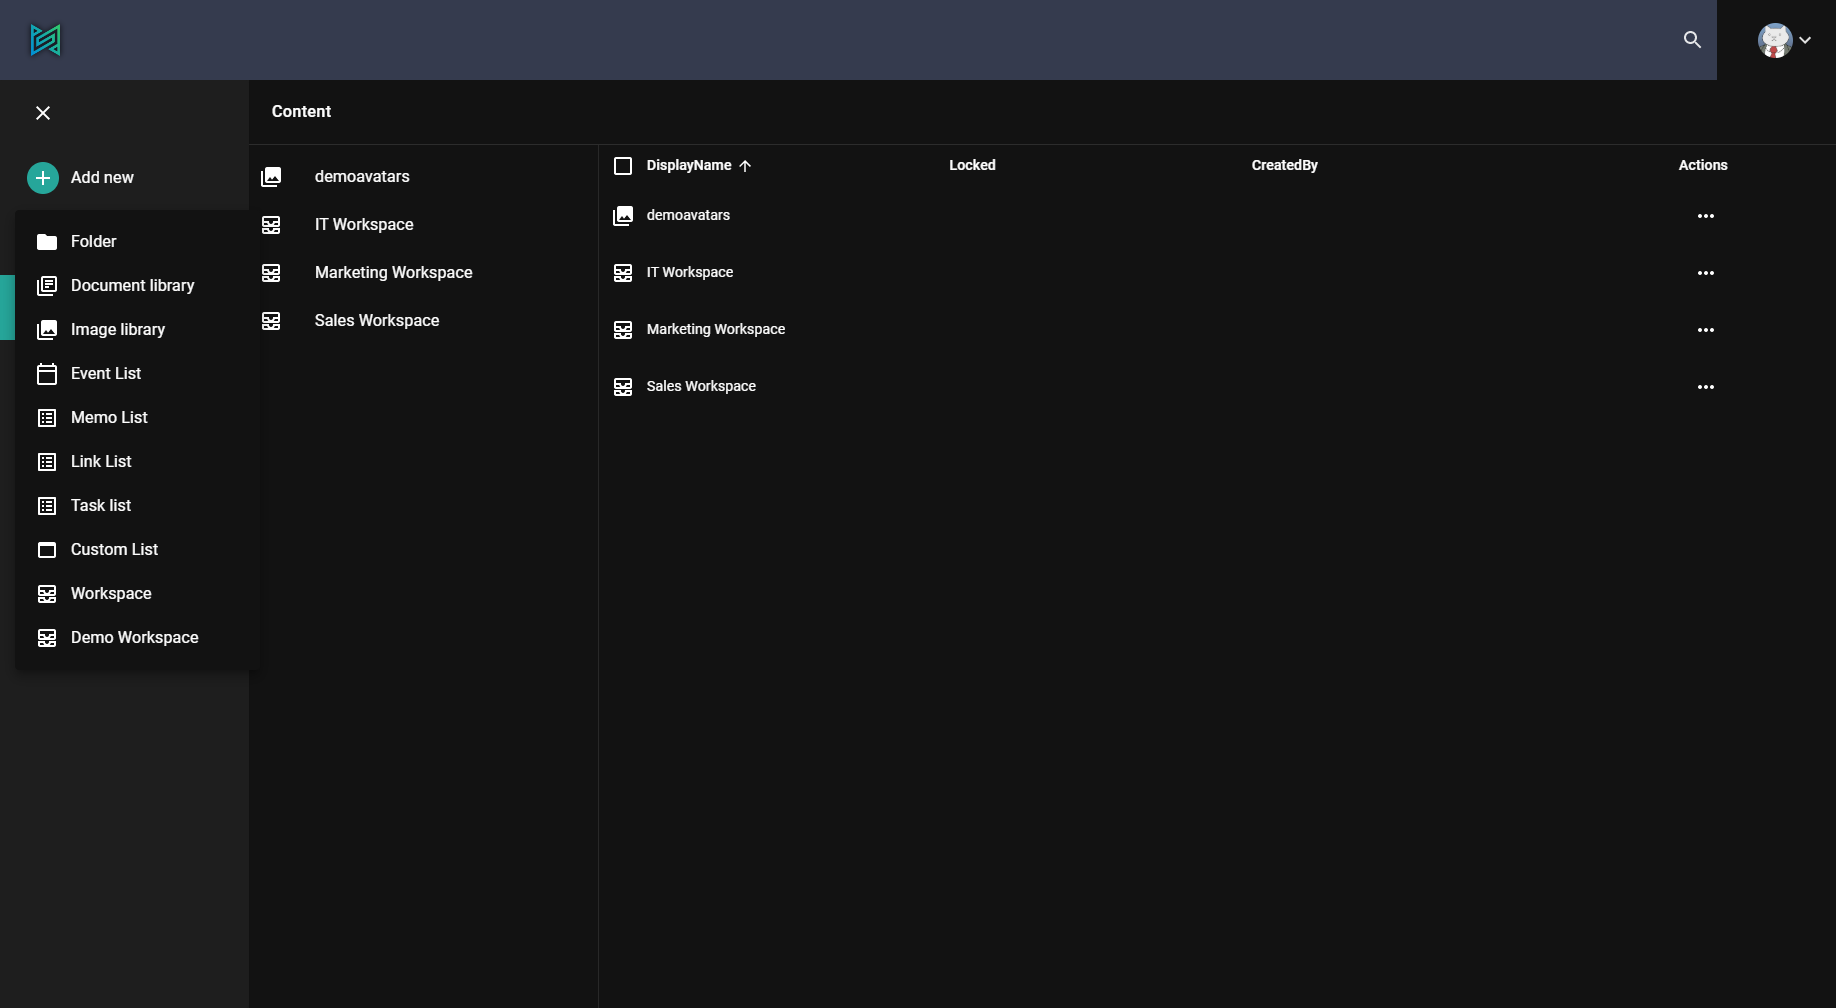 Content
Add new
Folder
Document library
Image library
Event List
Memo List
Link List
Task list
Custom List
Workspace
Demo Workspace
demoavatars
IT Workspace
Marketing Workspace
Sales Workspace
DisplayName Locked CreatedBy Actions
demoavatars
IT Workspace
Marketing Workspace
Sales Workspace